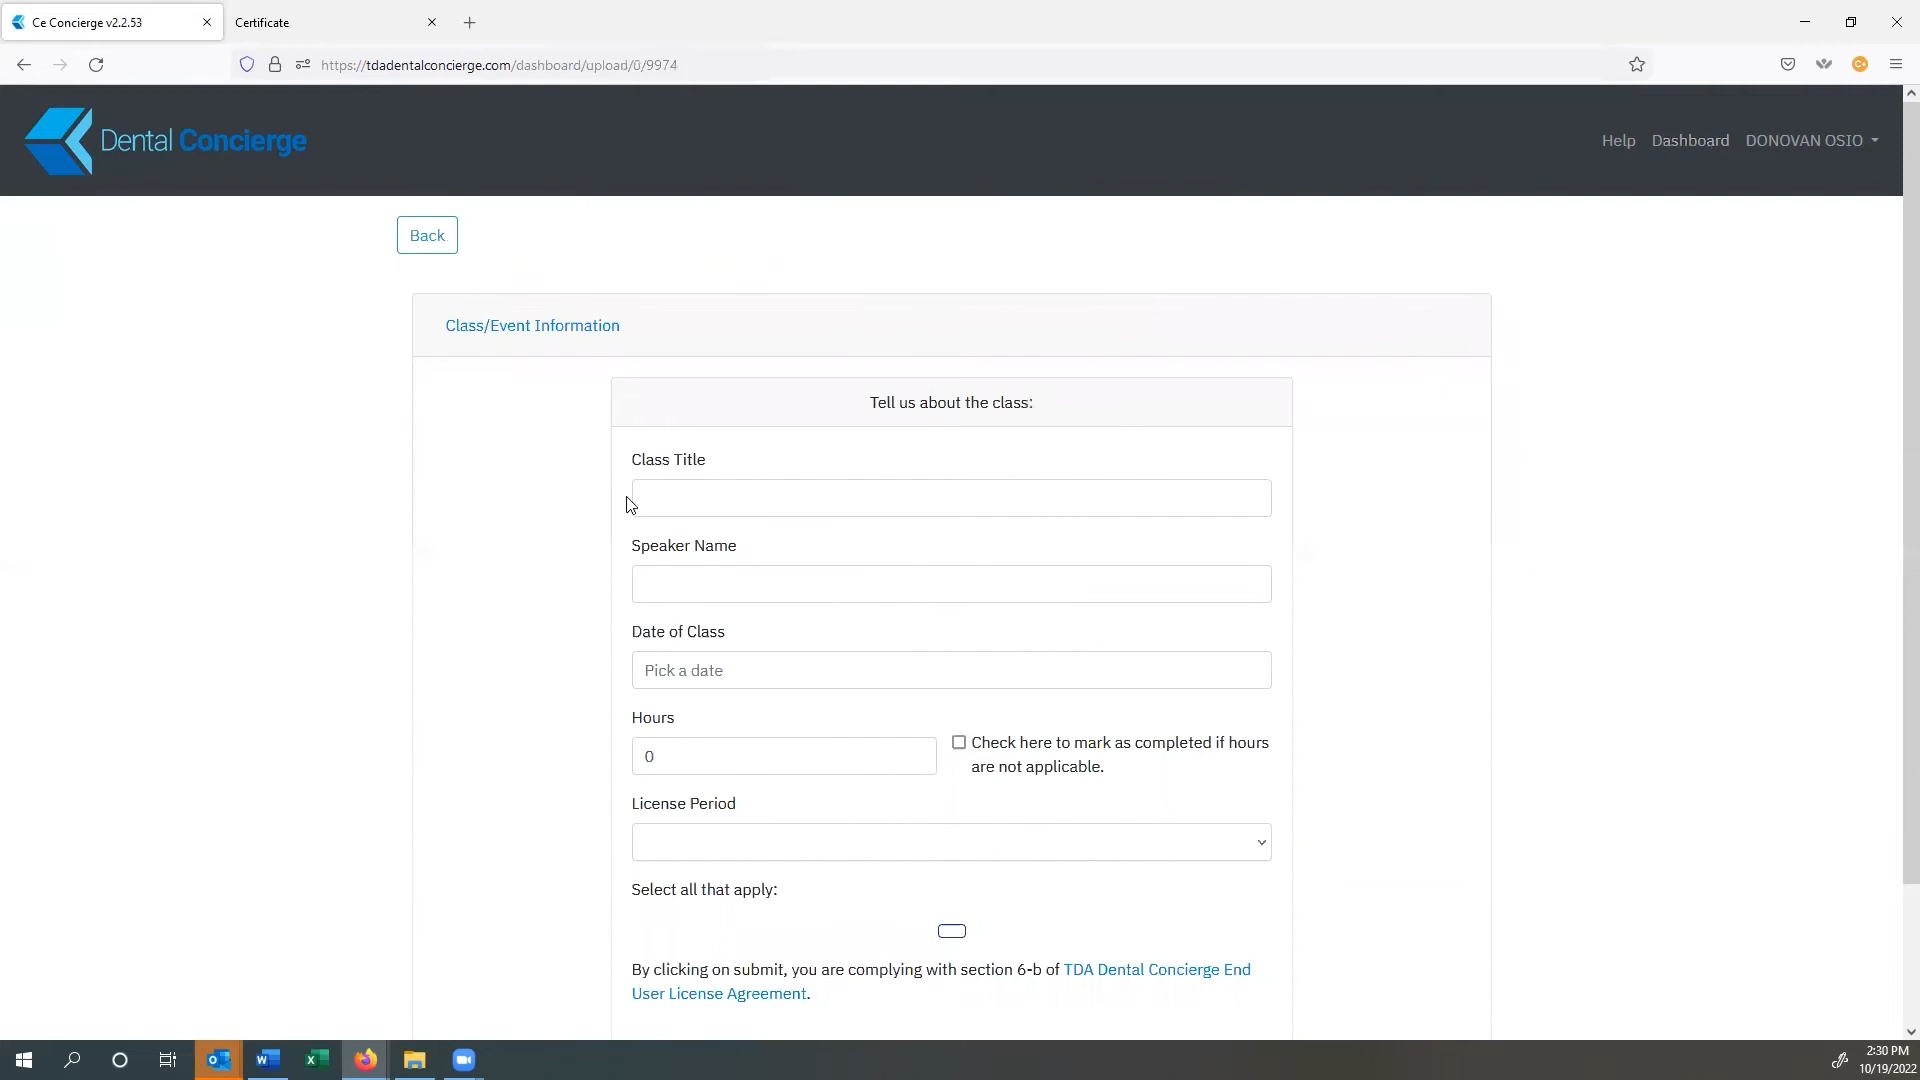 Ce Concierge v2.2.53
Certificate
https://tdadentalconcierge.com/dashboard/upload/0/9974
Dental Concierge
Help Dashboard DONOVAN OSIO
Back
Class/Event Information
Tell us about the class:
Class Title
Speaker Name
Date of Class
Pick a date
Hours
0
Check here to mark as completed if hours
are not applicable.
License Period
Select all that apply:
By clicking on submit, you are complying with section 6-b of TDA Dental Concierge End
User License Agreement.
2:30 PM
10/19/2022